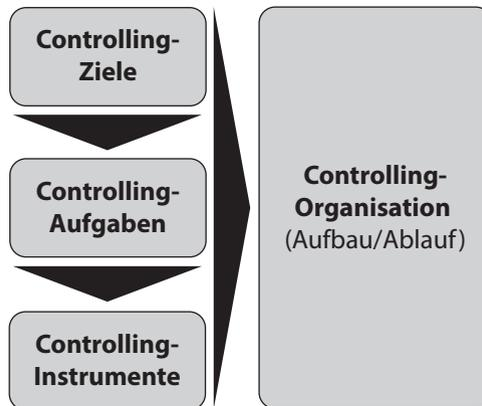 Controlling-
Ziele
Controlling-
Aufgaben
Controlling-
Instrumente
Controlling-
Organisation
(Aufbau/Ablauf)